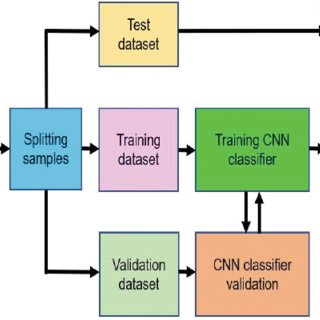 Test
dataset
Splitting
samples
Training
dataset
Training CNN
classifier
Validation
dataset
CNN classifier
validation